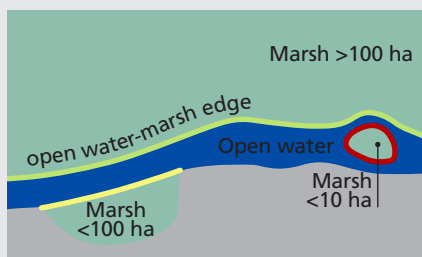 Marsh >100 ha
open water-marsh edge
Open water
Marsh
<10 ha
Marsh
<100 ha